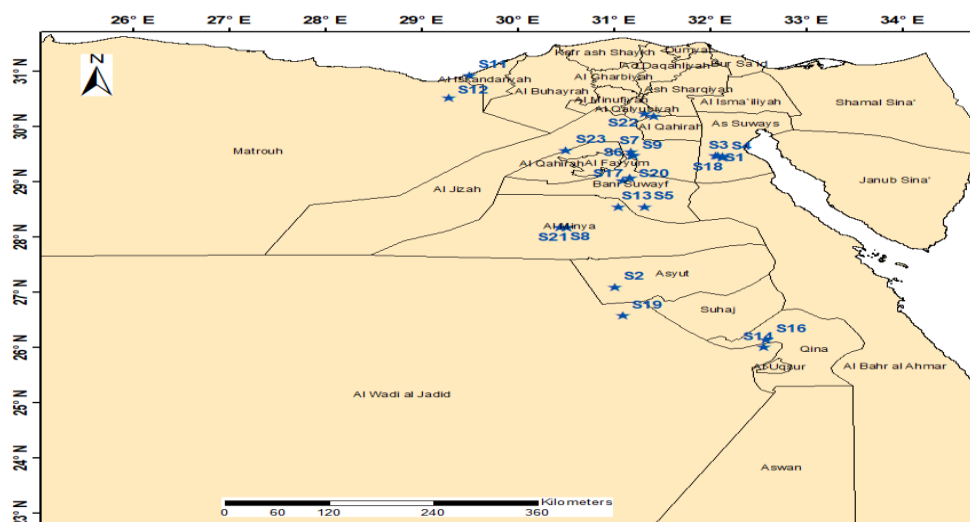 26° E 27° E 28° E 29° E 30° E 31° E 32° E 33° E 34° E
N
S11
Kafr ash Shaykh
Dumyat
Ad Daqahliyah
Bur Sa'id
31° N
Al Iskandariyah
Al Gharbiyah
S12
Al Buhayrah
Ash Sharqiyah
Al Minufiyah
Al Isma`iliyah
Shamal Sina'
Al Qalyubiyah
30° N
S22
Al Qahirah
As Suways
Matrouh
S23
S7
S6
S9
S3
S4
S1
S18
Al Qahirah
Al Fayyum
29° N
S17
S20
Bani Suwayf
Janub Sina'
Al Jizah
S13
S5
Al Minya
28° N
S21
S8
S2
Asyut
27° N
S19
Suhaj
S16
S14
Qina
26° N
Al Uqsur
Al Bahr al Ahmar
Al Wadi al Jadid
25° N
24° N
Aswan
Kilometers
0 60 120 240 360
23° N